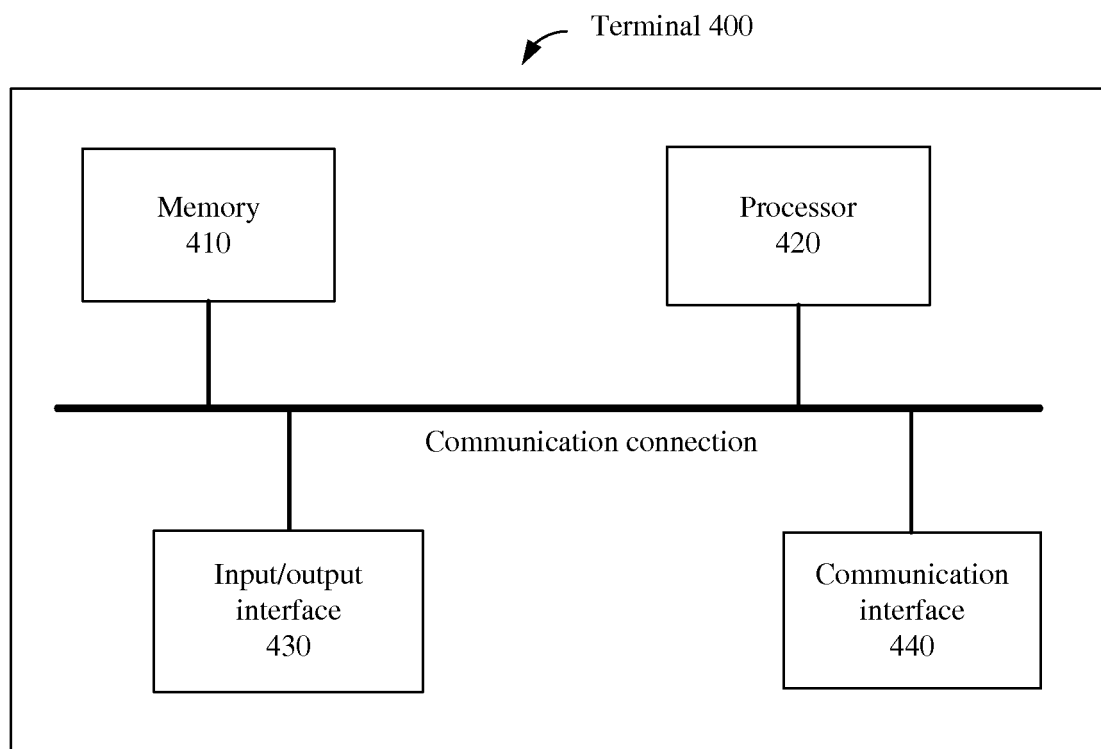 Terminal 400
Memory
410
Processor
420
Communication connection
Input/output
interface
430
Communication
interface
440